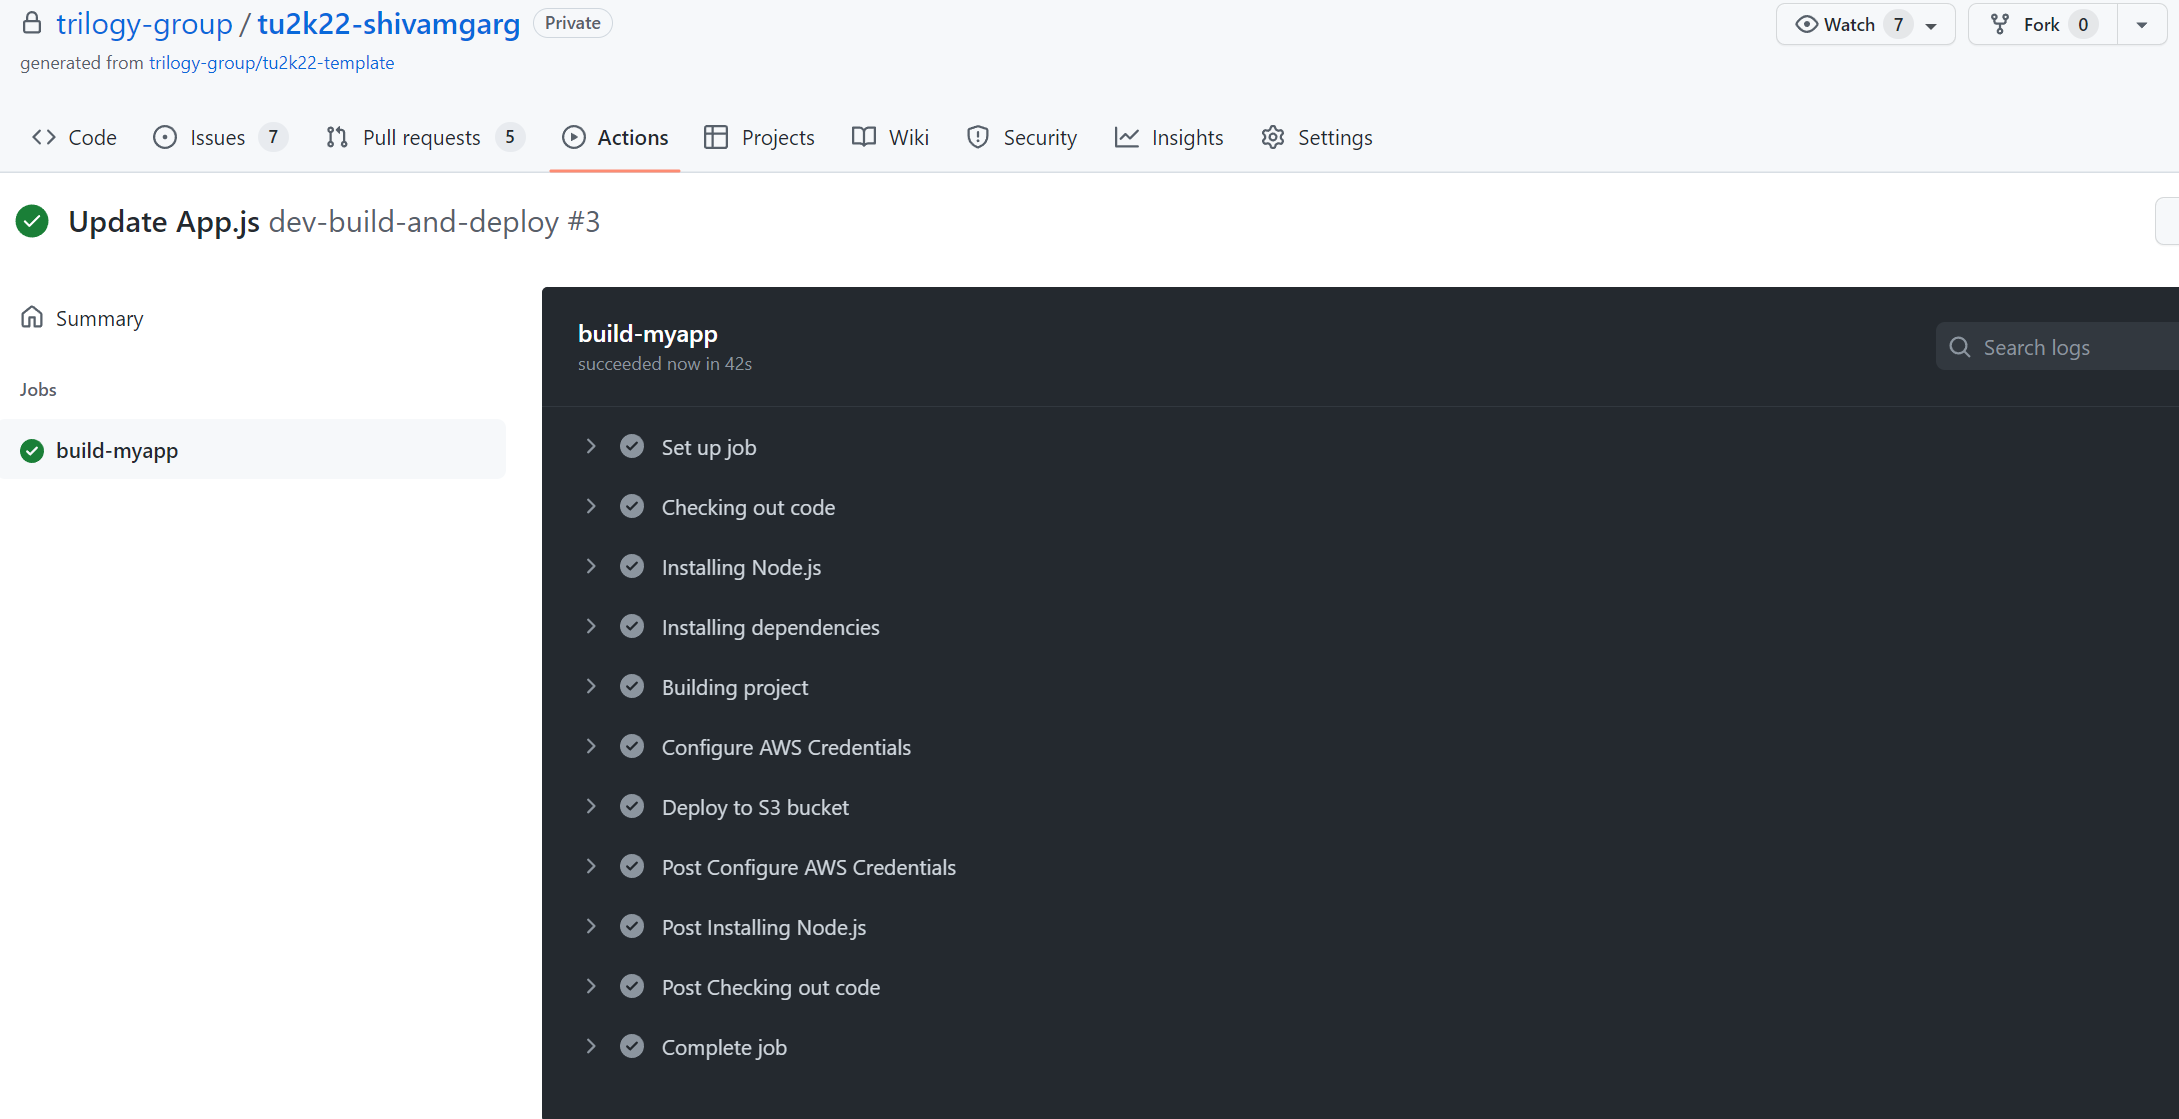 trilogy-group / tu2k22-shivamgarg Private Watch 7 Fork 0
generated from trilogy-group/tu2k22-template
Code Issues 7 Pull requests 5 Actions Projects Wiki Security Insights Settings
Update App.js dev-build-and-deploy #3
Summary
Jobs
build-myapp
build-myapp
succeeded now in 42s
Search logs
Set up job
Checking out code
Installing Node.js
Installing dependencies
Building project
Configure AWS Credentials
Deploy to S3 bucket
Post Configure AWS Credentials
Post Installing Node.js
Post Checking out code
Complete job